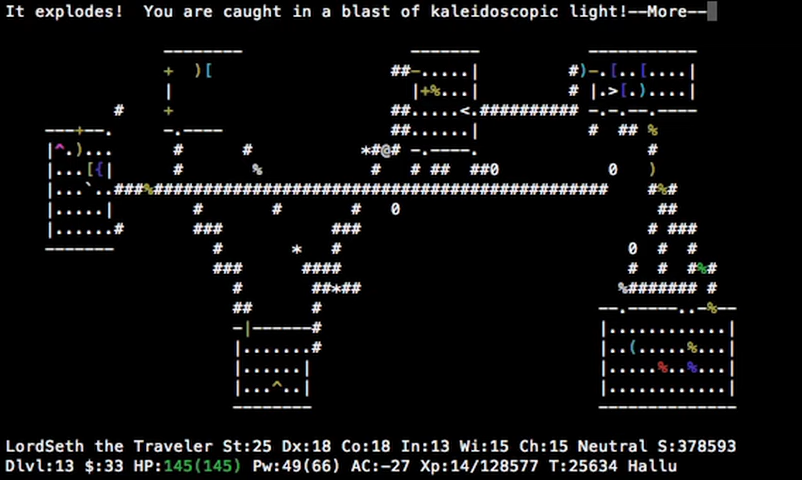 It explodes!  You are caught in a blast of kaleidoscopic light!--More--
LordSeth the Traveler St:25 Dx:18 Co:18 In:13 Wi:15 Ch:15 Neutral S:378593
Dlvl:13 $:33 HP:145(145) Pw:49(66) AC:-27 Xp:14/128577 T:25634 Hallu